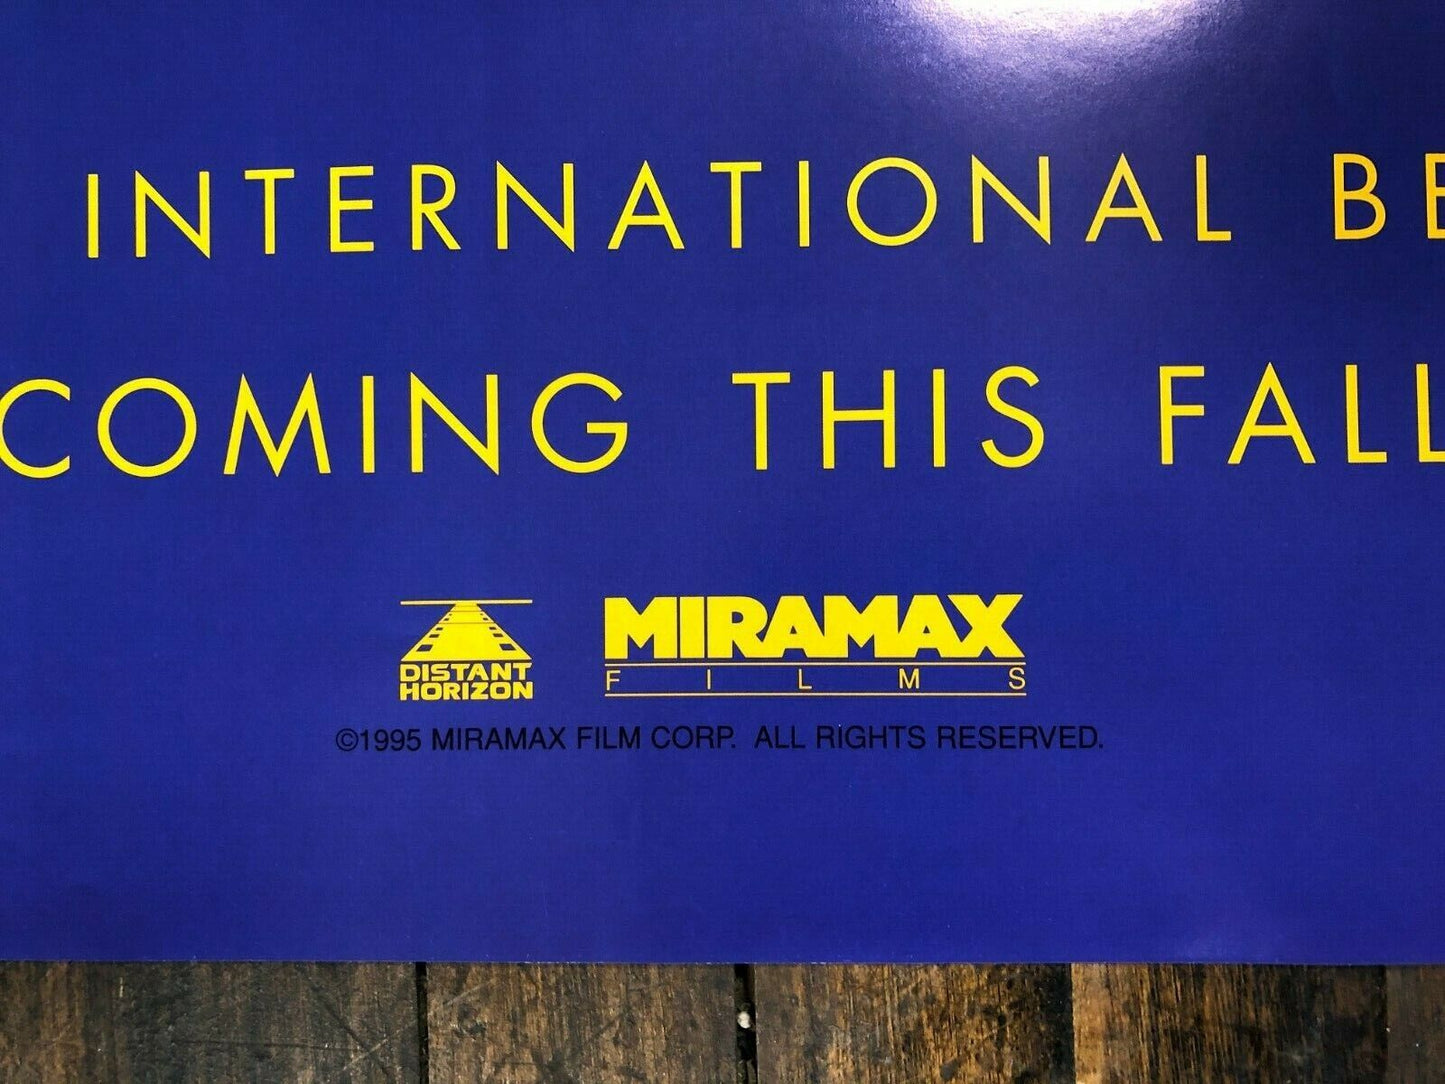 INTERNATIONAL BE
COMING THIS FALL
DISTANT
HORIZON
MIRAMAX
FILMS
©1995 MIRAMAX FILM CORP. ALL RIGHTS RESERVED.